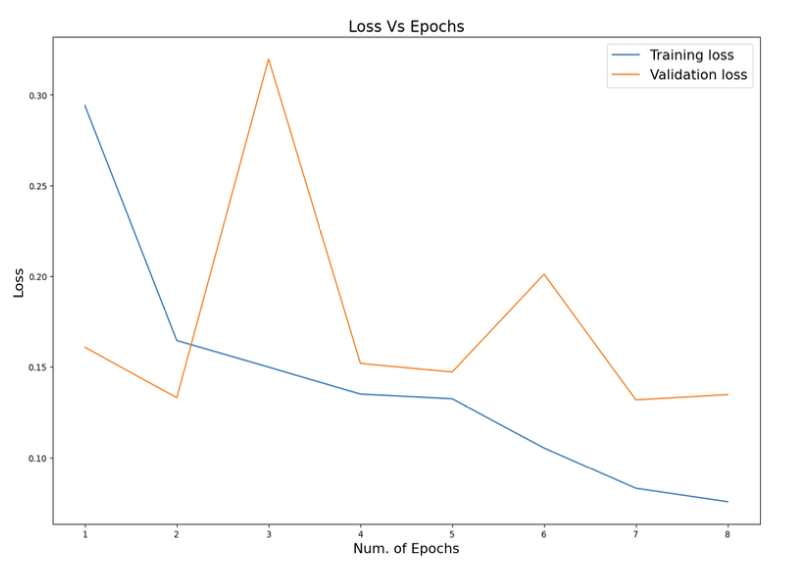 Loss Vs Epochs
Training loss
Validation loss
0.30
0.25
0.20
0.15
0.10
Loss
1 2 3 4 5 6 7 8
Num. of Epochs